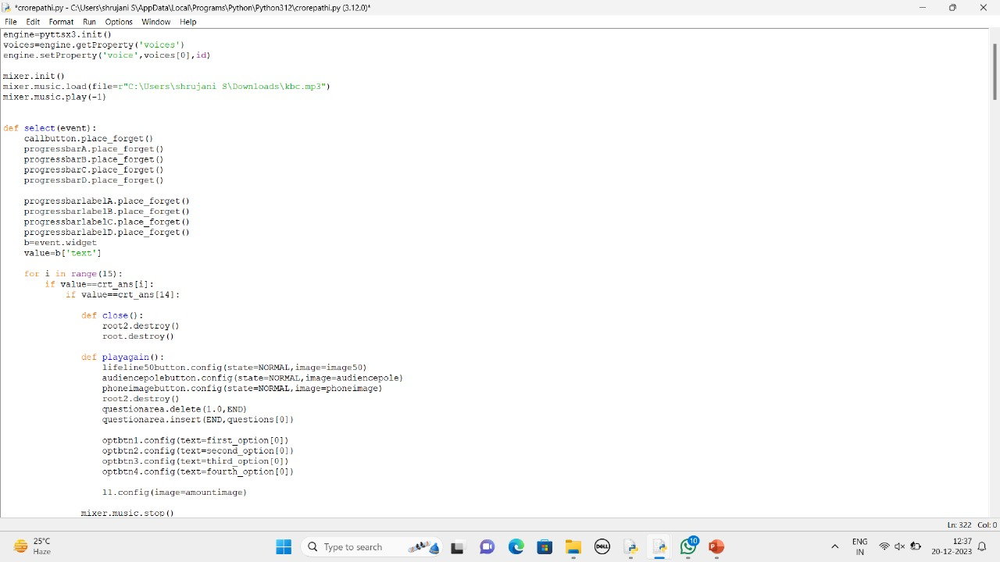 *crorepathi.py - C:\Users\shrujani S\AppData\Local\Programs\Python\Python312\crorepathi.py (3.12.0)*
File Edit Format Run Options Window Help
engine=pyttsx3.init()
voices=engine.getProperty('voices')
engine.setProperty('voice',voices[0],id)
mixer.init()
mixer.music.load(file=r"C:\Users\shrujani S\Downloads\kbc.mp3")
mixer.music.play(-1)
def select(event):
callbutton.place_forget()
progressbarA.place_forget()
progressbarB.place_forget()
progressbarC.place_forget()
progressbarD.place_forget()
progressbarlabelA.place_forget()
progressbarlabelB.place_forget()
progressbarlabelC.place_forget()
progressbarlabelD.place_forget()
b=event.widget
value=b['text']
for i in range(15):
if value==crt_ans[i]:
if value==crt_ans[14]:
def close():
root2.destroy()
root.destroy()
def playagain():
lifeline50button.config(state=NORMAL,image=image50)
audiencepolebutton.config(state=NORMAL,image=audiencepole)
phoneimagebutton.config(state=NORMAL,image=phoneimage)
root2.destroy()
questionarea.delete(1.0,END)
questionarea.insert(END,questions[0])
optbtn1.config(text=first_option[0])
optbtn2.config(text=second_option[0])
optbtn3.config(text=third_option[0])
optbtn4.config(text=fourth_option[0])
l1.config(image=amountimage)
mixer.music.stop()
Ln: 322 Col: 0
25°C
Haze
Type to search
DELL
10
ENG
IN
12:37
20-12-2023